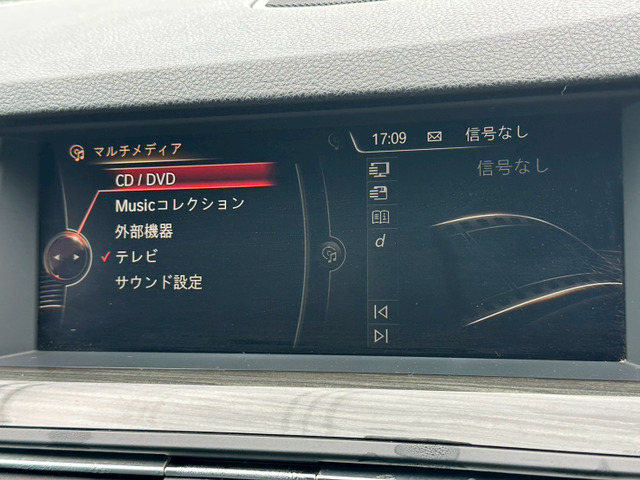 マルチメディア
CD / DVD
Musicコレクション
外部機器
テレビ
サウンド設定
17:09 信号なし
信号なし
d